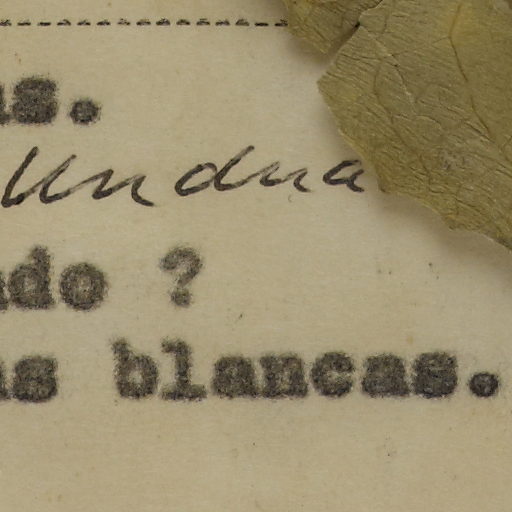 as.
Undua
ado ?
as blancas.